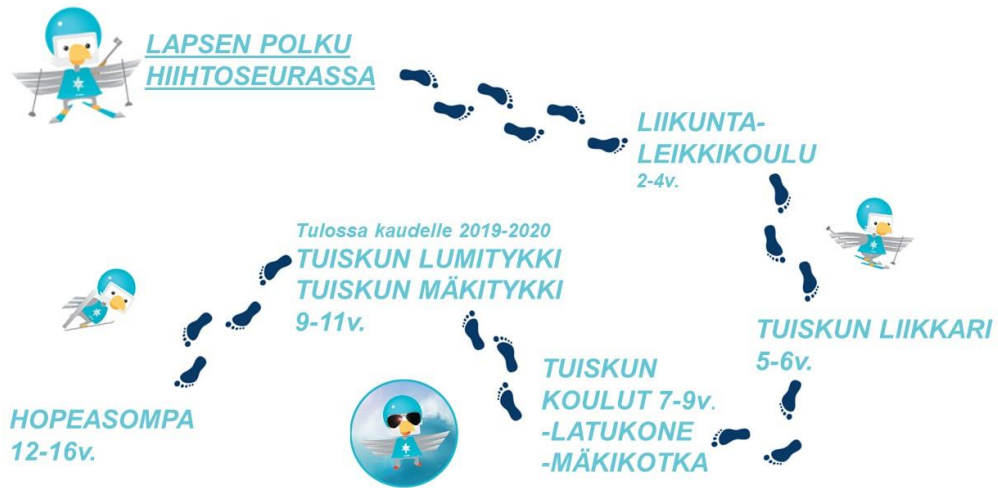 LAPSEN POLKU
HIIHTOSEURASSA
LIIKUNTA-
LEIKKIKOULU
2-4v.
TUISKUN LIIKKARI
5-6v.
TUISKUN
KOULUT 7-9v.
-LATUKONE
-MÄKIKOTKA
Tulossa kaudelle 2019-2020
TUISKUN LUMITYKKI
TUISKUN MÄKITYKKI
9-11v.
HOPEASOMPA
12-16v.